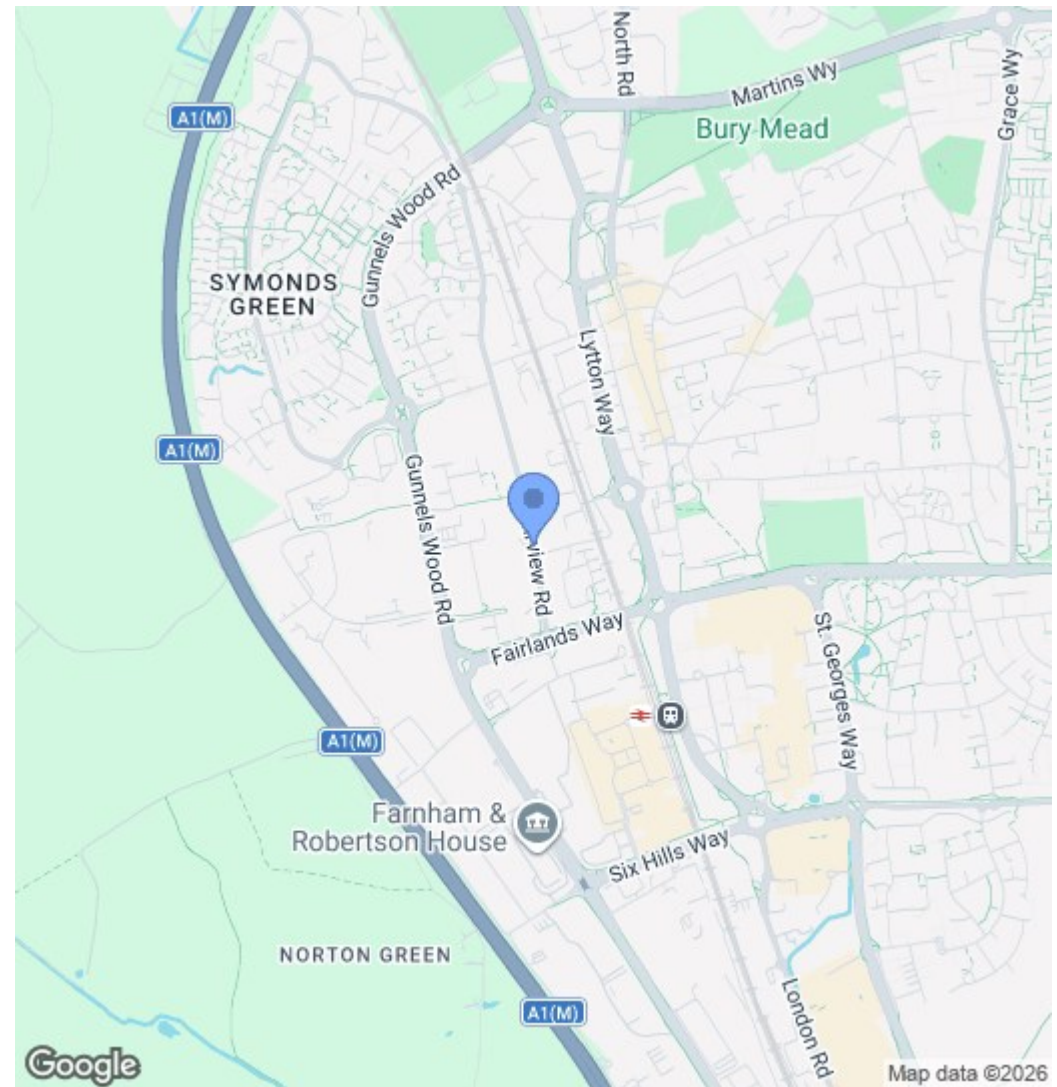 North Rd
Martins Wy
Grace Wy
A1(M)
Bury Mead
Gunnels Wood Rd
SYMONDS
GREEN
Lytton Way
A1(M)
Gunnels Wood Rd
view Rd
Fairlands Way
St. Georges Way
A1(M)
Farnham &
Robertson House
Six Hills Way
NORTON GREEN
London Rd
A1(M)
Google
Map data ©2026